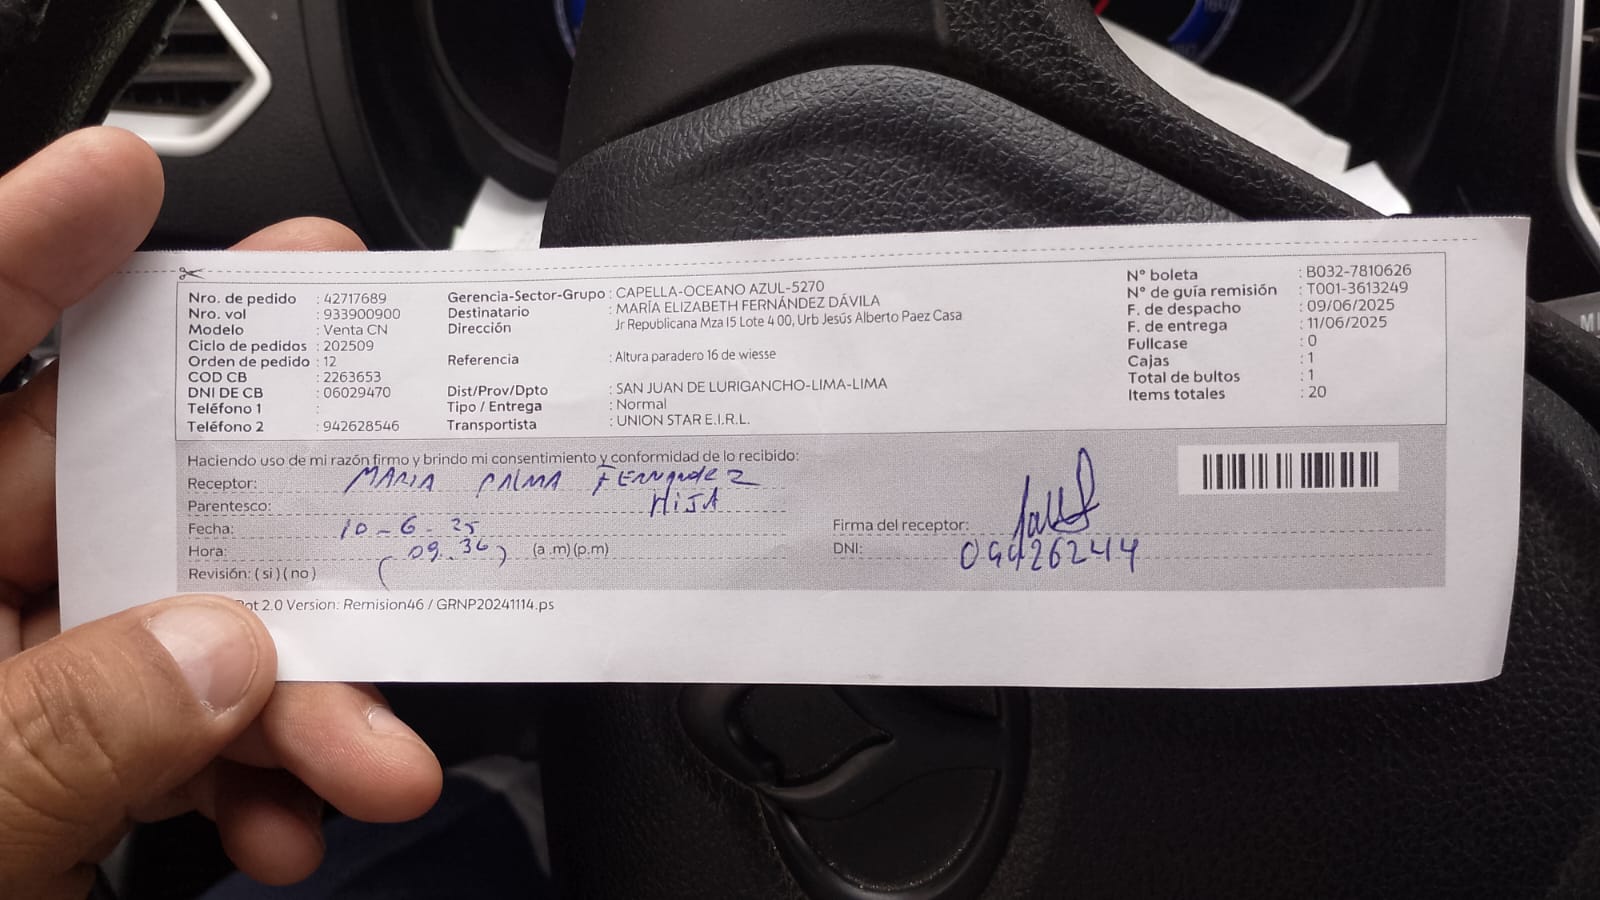 Nro. de pedido : 42717689
Nro. vol : 933900900
Modelo : Venta CN
Ciclo de pedidos : 202509
Orden de pedido : 12
COD CB : 2263653
DNI DE CB : 06029470
Teléfono 1 :
Teléfono 2 : 942628546
Gerencia-Sector-Grupo : CAPELLA-OCEANO AZUL-5270
Destinatario : MARÍA ELIZABETH FERNÁNDEZ DÁVILA
Dirección Jr Republicana Mza I5 Lote 4 00, Urb Jesús Alberto Paez Casa
Referencia : Altura paradero 16 de wiesse
Dist/Prov/Dpto : SAN JUAN DE LURIGANCHO-LIMA-LIMA
Tipo / Entrega : Normal
Transportista : UNION STAR E.I.R.L.
N° boleta : B032-7810626
N° de guía remisión : T001-3613249
F. de despacho : 09/06/2025
F. de entrega : 11/06/2025
Fullcase : 0
Cajas : 1
Total de bultos : 1
Items totales : 20
Haciendo uso de mi razón firmo y brindo mi consentimiento y conformidad de lo recibido:
Receptor: MARIA PALMA FERNANDEZ
Parentesco: HIJA
Fecha: 10-6-25
Hora: 09.36 (a.m)(p.m)
Revisión: (si)(no)
Firma del receptor:
DNI: 09426244
2.0 Version: Remision46 / GRNP20241114.ps